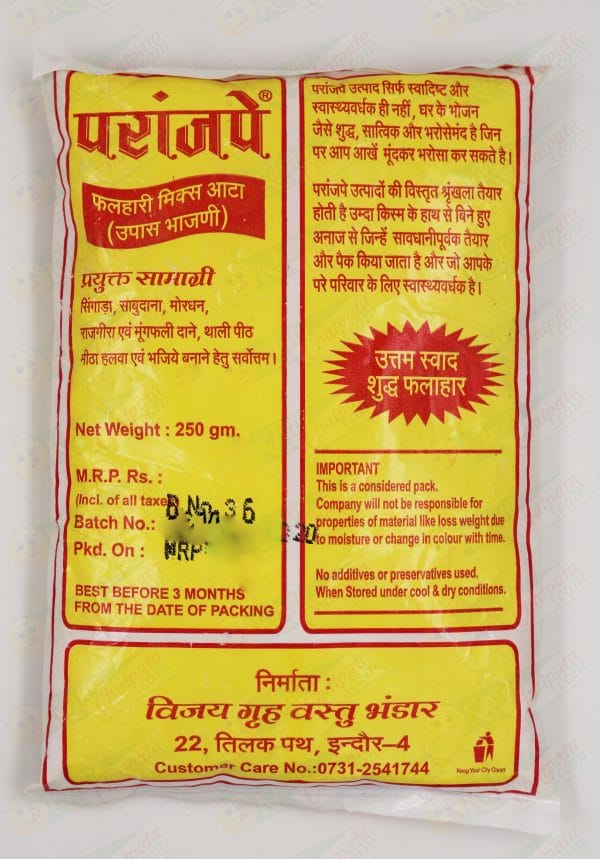 परांजपे®
फलहारी मिक्स आटा
(उपास भाजणी)
प्रयुक्त सामाग्री
सिंगाड़ा, साबुदाना, मोरधन,
राजगीरा एवं मूंगफली दाने, थाली पीठ
मीठा हलवा एवं भजिये बनाने हेतु सर्वोत्तम।
Net Weight : 250 gm.
M.R.P. Rs. :
(Incl. of all taxe
Batch No.:
Pkd. On : MRP
BEST BEFORE 3 MONTHS
FROM THE DATE OF PACKING
परांजपे उत्पाद सिर्फ स्वादिष्ट और
स्वास्थ्यवर्धक ही नहीं, घर के भोजन
जैसे शुद्ध, सात्विक और भरोसेमंद है जिन
पर आप आखें मूंदकर भरोसा कर सकते है।
परांजपे उत्पादों की विस्तृत श्रृंखला तैयार
होती है उम्दा किस्म के हाथ से बिने हुए
अनाज से जिन्हें सावधानीपूर्वक तैयार
और पैक किया जाता है और जो आपके
परे परिवार के लिए स्वास्थ्यवर्धक है।
उत्तम स्वाद
शुद्ध फलाहार
IMPORTANT
This is a considered pack.
Company will not be responsible for
properties of material like loss weight due
to moisture or change in colour with time.
No additives or preservatives used,
When Stored under cool & dry conditions.
निर्माता :
विजय गृह वस्तु भंडार
22, तिलक पथ, इन्दौर–4
Customer Care No.:0731-2541744
Keep Your City Clean